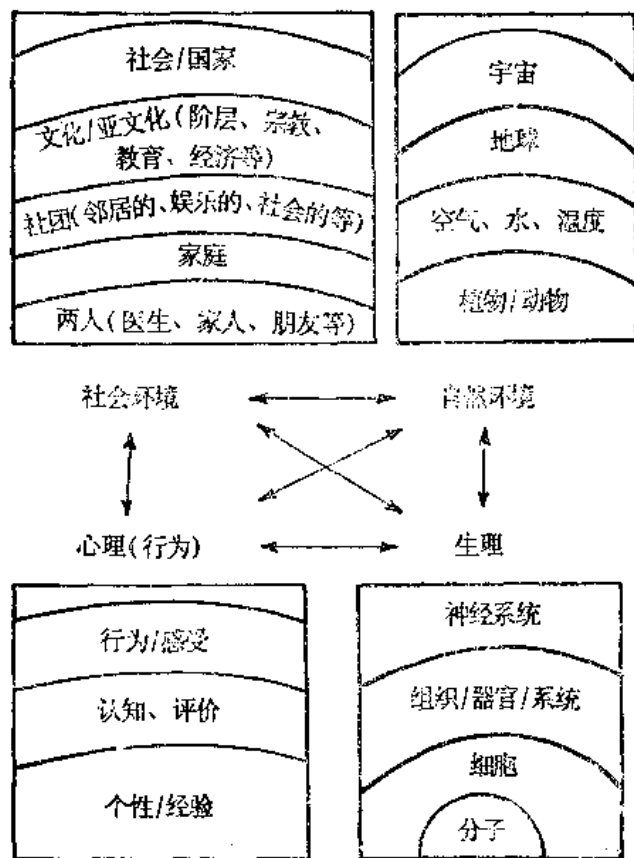 社会/国家
文化/亚文化(阶层、宗教、
教育、经济等)
社团(邻居的、娱乐的、社会的等)
家庭
两人(医生、家人、朋友等)
宇宙
地球
空气、水、温度
植物/动物
社会环境
自然环境
心理(行为)
生理
行为/感受
认知、评价
个性/经验
神经系统
组织/器官/系统
细胞
分子